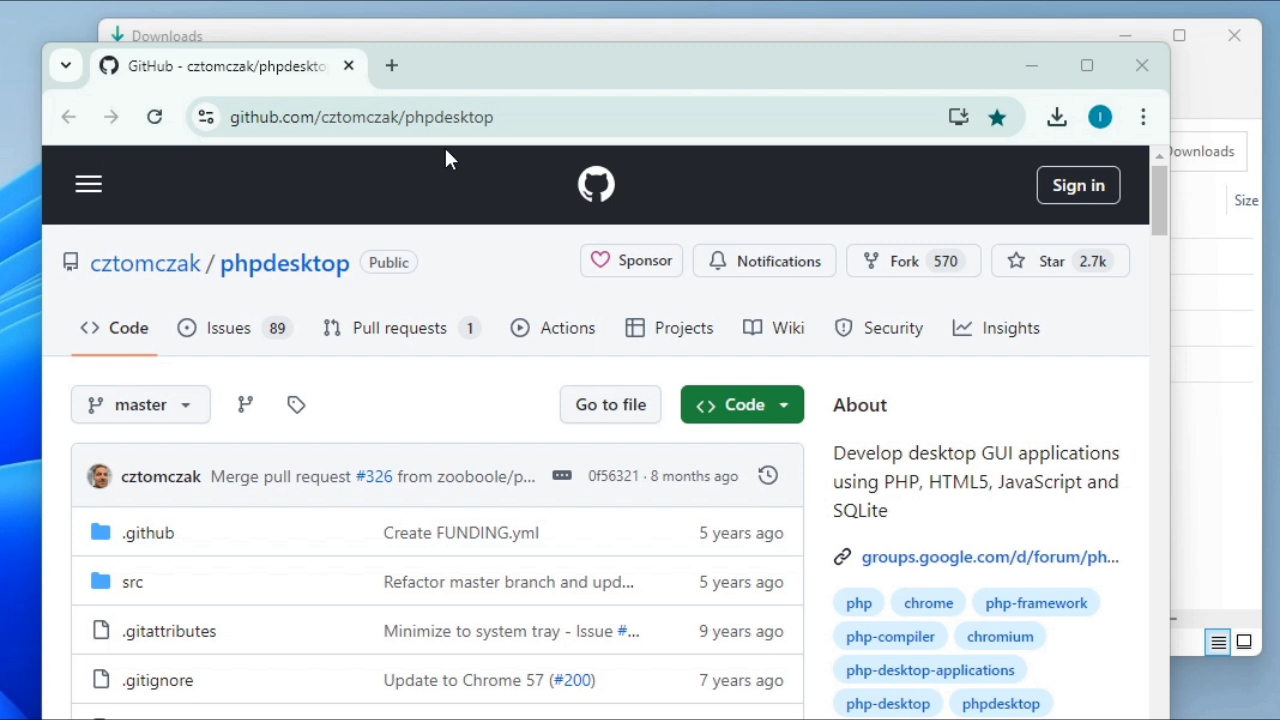 Downloads
GitHub - cztomczak/phpdeskto
github.com/cztomczak/phpdesktop
I
Downloads
Sign in
Size
cztomczak / phpdesktop Public
Sponsor Notifications Fork 570 Star 2.7k
Code Issues 89 Pull requests 1 Actions Projects Wiki Security Insights
master Go to file Code
About
Develop desktop GUI applications
using PHP, HTML5, JavaScript and
SQLite
cztomczak Merge pull request #326 from zooboole/p... 0f56321 · 8 months ago
.github Create FUNDING.yml 5 years ago
src Refactor master branch and upd... 5 years ago
.gitattributes Minimize to system tray - Issue #... 9 years ago
.gitignore Update to Chrome 57 (#200) 7 years ago
groups.google.com/d/forum/ph...
php chrome php-framework
php-compiler chromium
php-desktop-applications
php-desktop phpdesktop